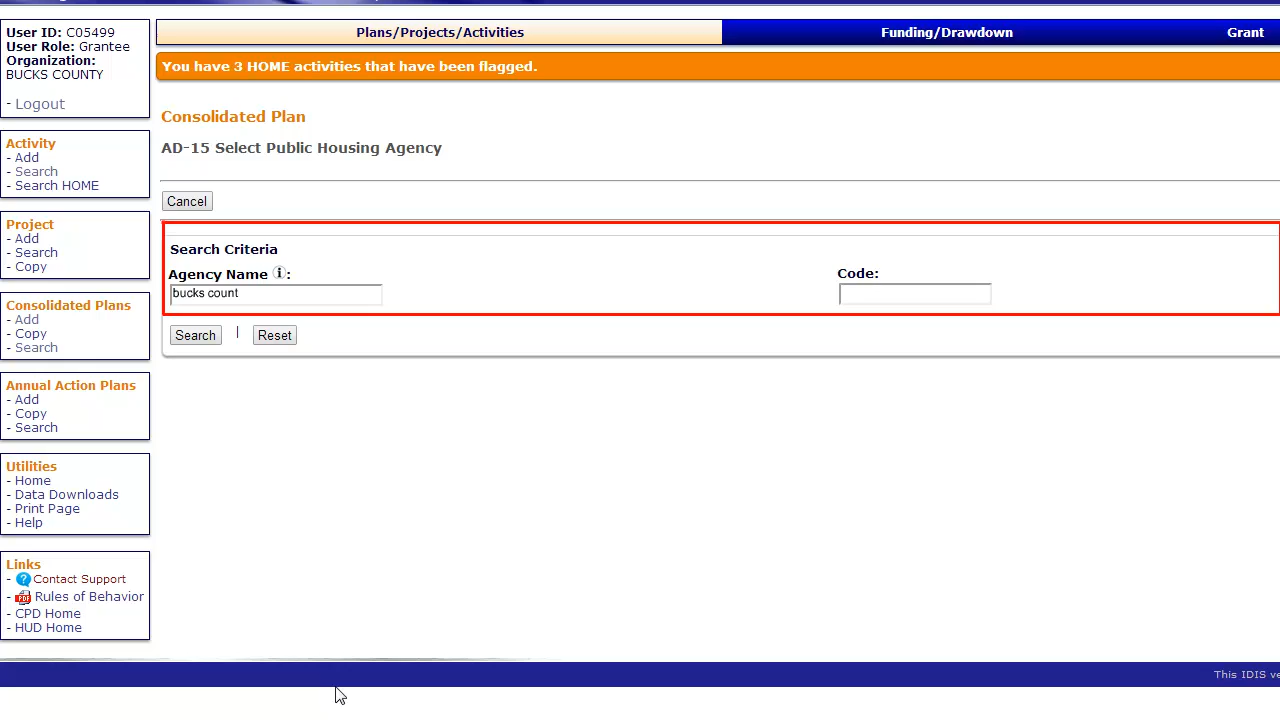 User ID: C05499
User Role: Grantee
Organization:
BUCKS COUNTY
- Logout
Activity
- Add
- Search
- Search HOME
Project
- Add
- Search
- Copy
Consolidated Plans
- Add
- Copy
- Search
Annual Action Plans
- Add
- Copy
- Search
Utilities
- Home
- Data Downloads
- Print Page
- Help
Links
- ? Contact Support
- PDF Rules of Behavior
- CPD Home
- HUD Home
Plans/Projects/Activities Funding/Drawdown Grant
You have 3 HOME activities that have been flagged.
Consolidated Plan
AD-15 Select Public Housing Agency
Cancel
Search Criteria
Agency Name i: Code:
bucks count
Search | Reset
This IDIS